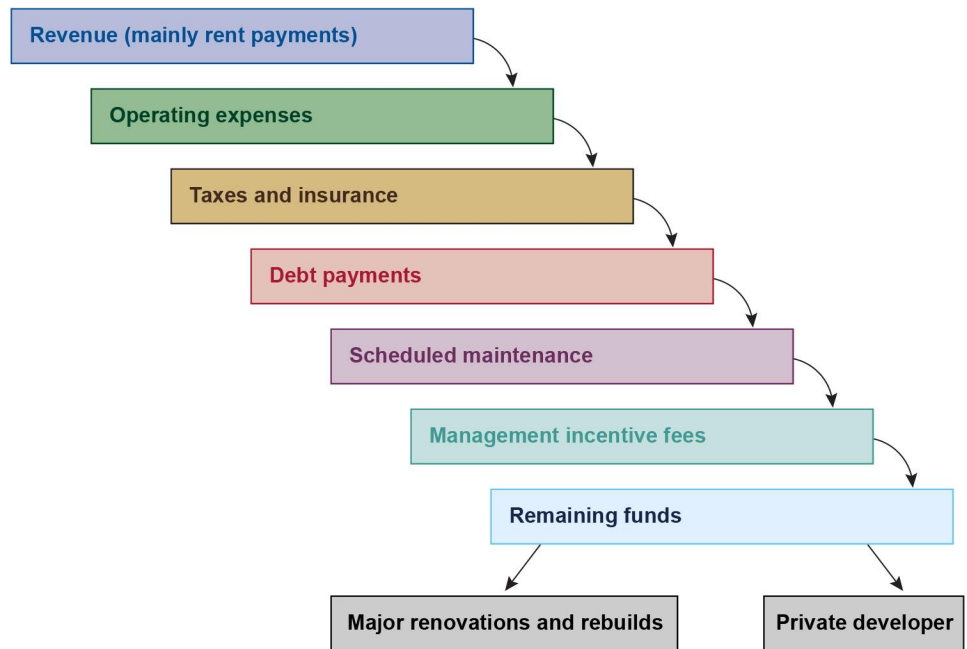 Revenue (mainly rent payments)
Operating expenses
Taxes and insurance
Debt payments
Scheduled maintenance
Management incentive fees
Remaining funds
Major renovations and rebuilds
Private developer